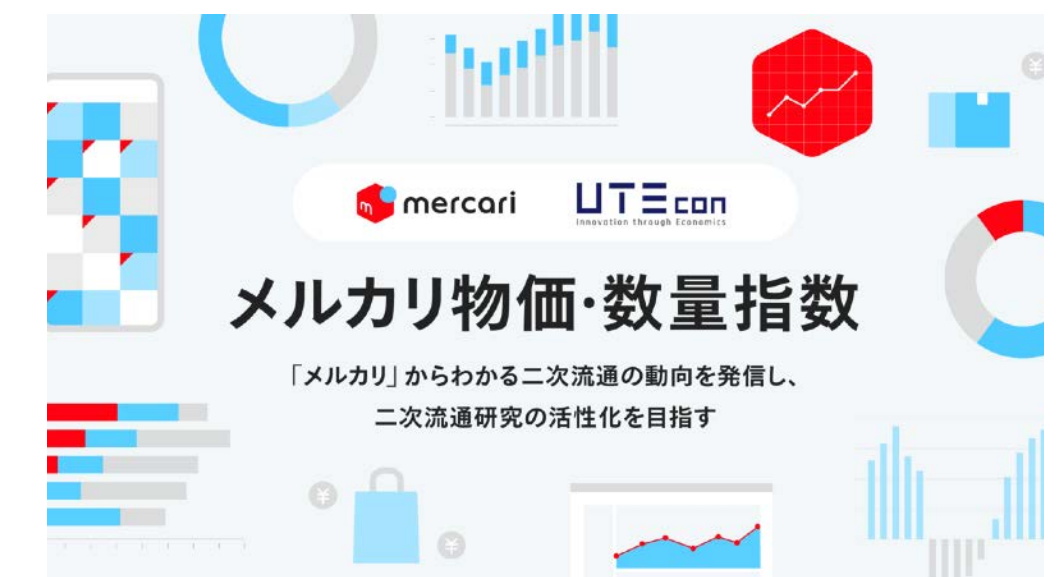 mercari
UTEcon
Innovation through Economics
メルカリ物価・数量指数
「メルカリ」からわかる二次流通の動向を発信し、
二次流通研究の活性化を目指す
m
¥
¥
¥